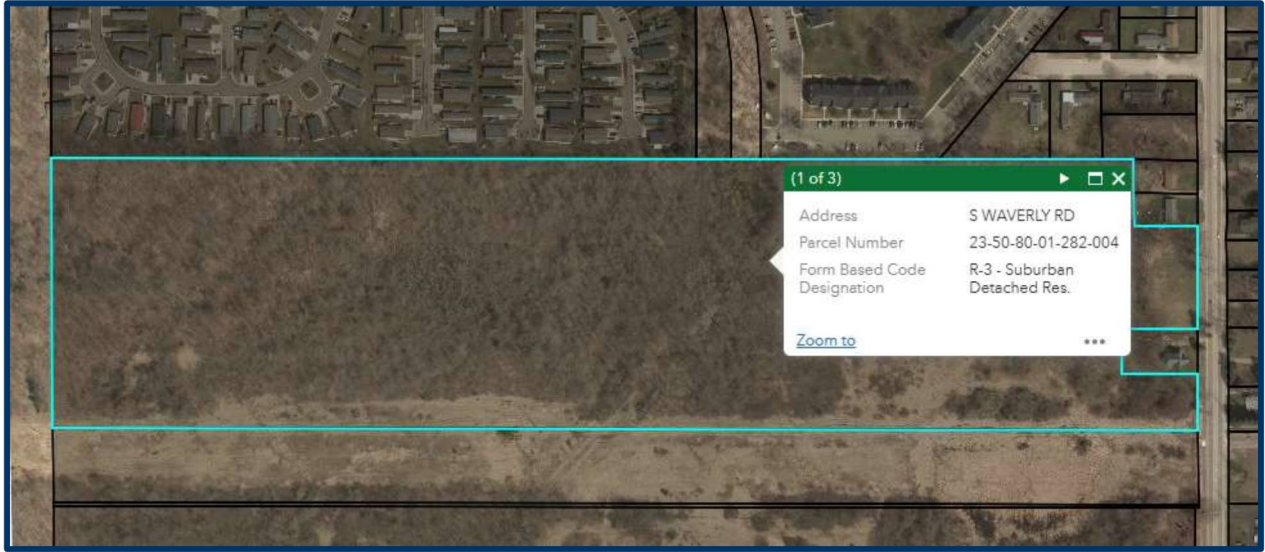 (1 of 3)
Address S WAVERLY RD
Parcel Number 23-50-80-01-282-004
Form Based Code Designation R-3 - Suburban Detached Res.
Zoom to